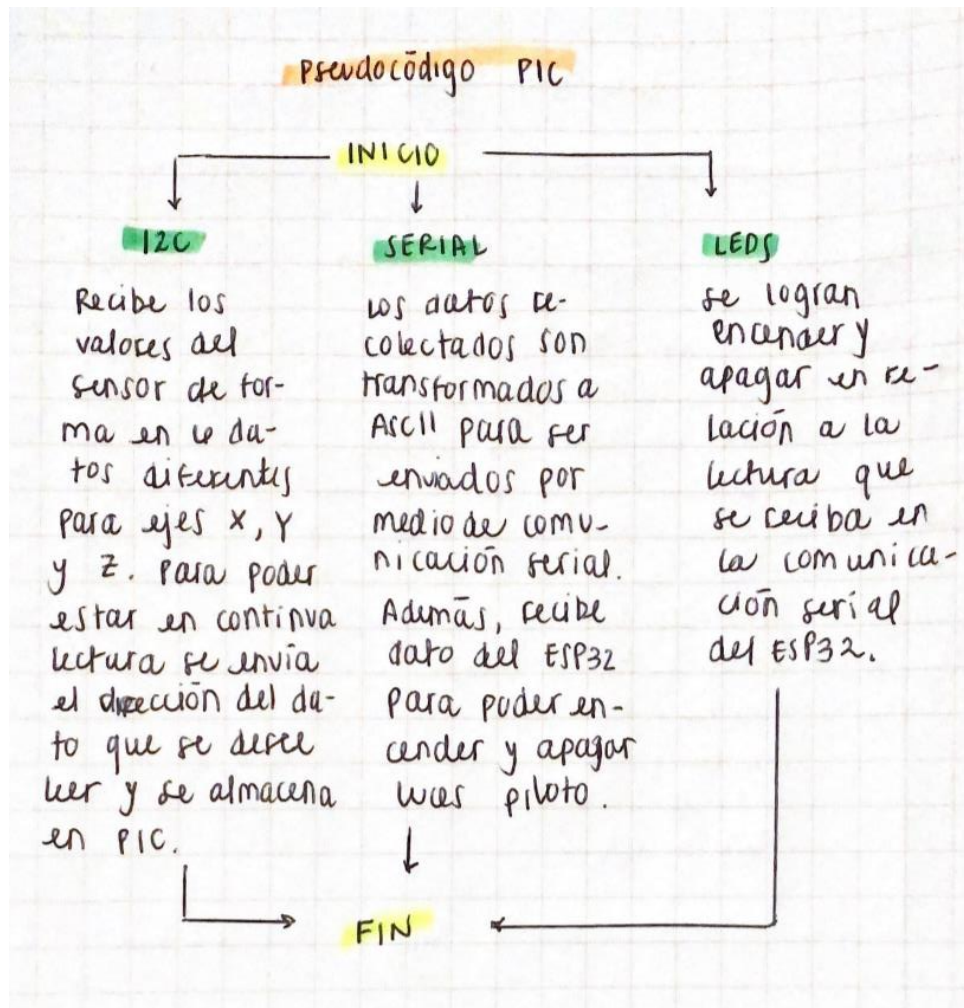 Pseudocódigo PIC
INICIO
I2C
Recibe los
valores del
sensor de for-
ma en 6 da-
tos diferentes
para ejes X, Y
y Z. Para poder
estar en continua
lectura se envía
el dirección del da-
to que se desee
leer y se almacena
en PIC.
SERIAL
Los datos re-
colectados son
transformados a
ASCII para ser
enviados por
medio de comu-
nicación serial.
Además, recibe
dato del ESP32
para poder en-
cender y apagar
luces piloto.
LEDS
se logran
encender y
apagar en re-
lación a la
lectura que
se reciba en
la comunica-
ción serial
del ESP32.
FIN